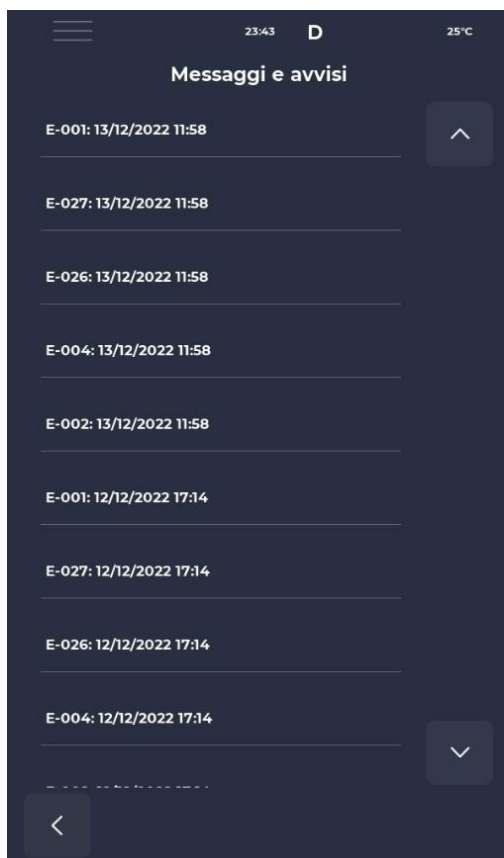 23:43 D 25°C
Messaggi e avvisi
E-001: 13/12/2022 11:58
E-027: 13/12/2022 11:58
E-026: 13/12/2022 11:58
E-004: 13/12/2022 11:58
E-002: 13/12/2022 11:58
E-001: 12/12/2022 17:14
E-027: 12/12/2022 17:14
E-026: 12/12/2022 17:14
E-004: 12/12/2022 17:14